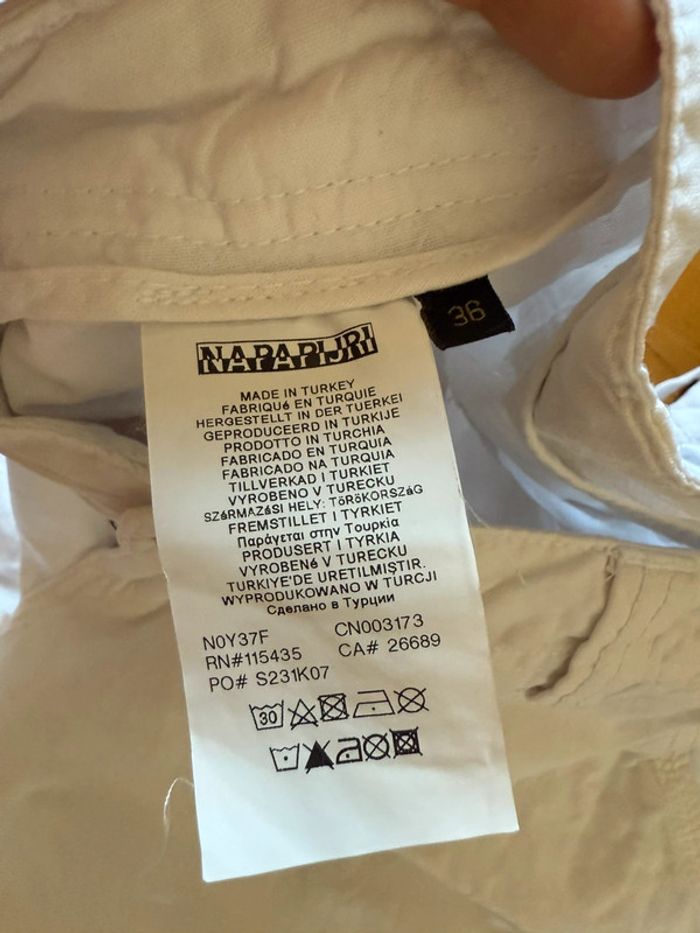 36
NAPAPIJRI
MADE IN TURKEY
FABRIQUé EN TURQUIE
HERGESTELLT IN DER TUERKEI
GEPRODUCEERD IN TURKIJE
PRODOTTO IN TURCHIA
FABRICADO EN TURQUIA
FABRICADO NA TURQUIA
TILLVERKAD I TURKIET
VYROBENO V TURECKU
SZáRMAZáSI HELY: TöRöKORSZáG
FREMSTILLET I TYRKIET
Παράγεται στην Τουρκία
PRODUSERT I TYRKIA
VYROBENé V TURECKU
TURKIYE'DE URETILMISTIR.
WYPRODUKOWANO W TURCJI
Сделано в Турции
N0Y37F CN003173
RN#115435 CA# 26689
PO# S231K07
30